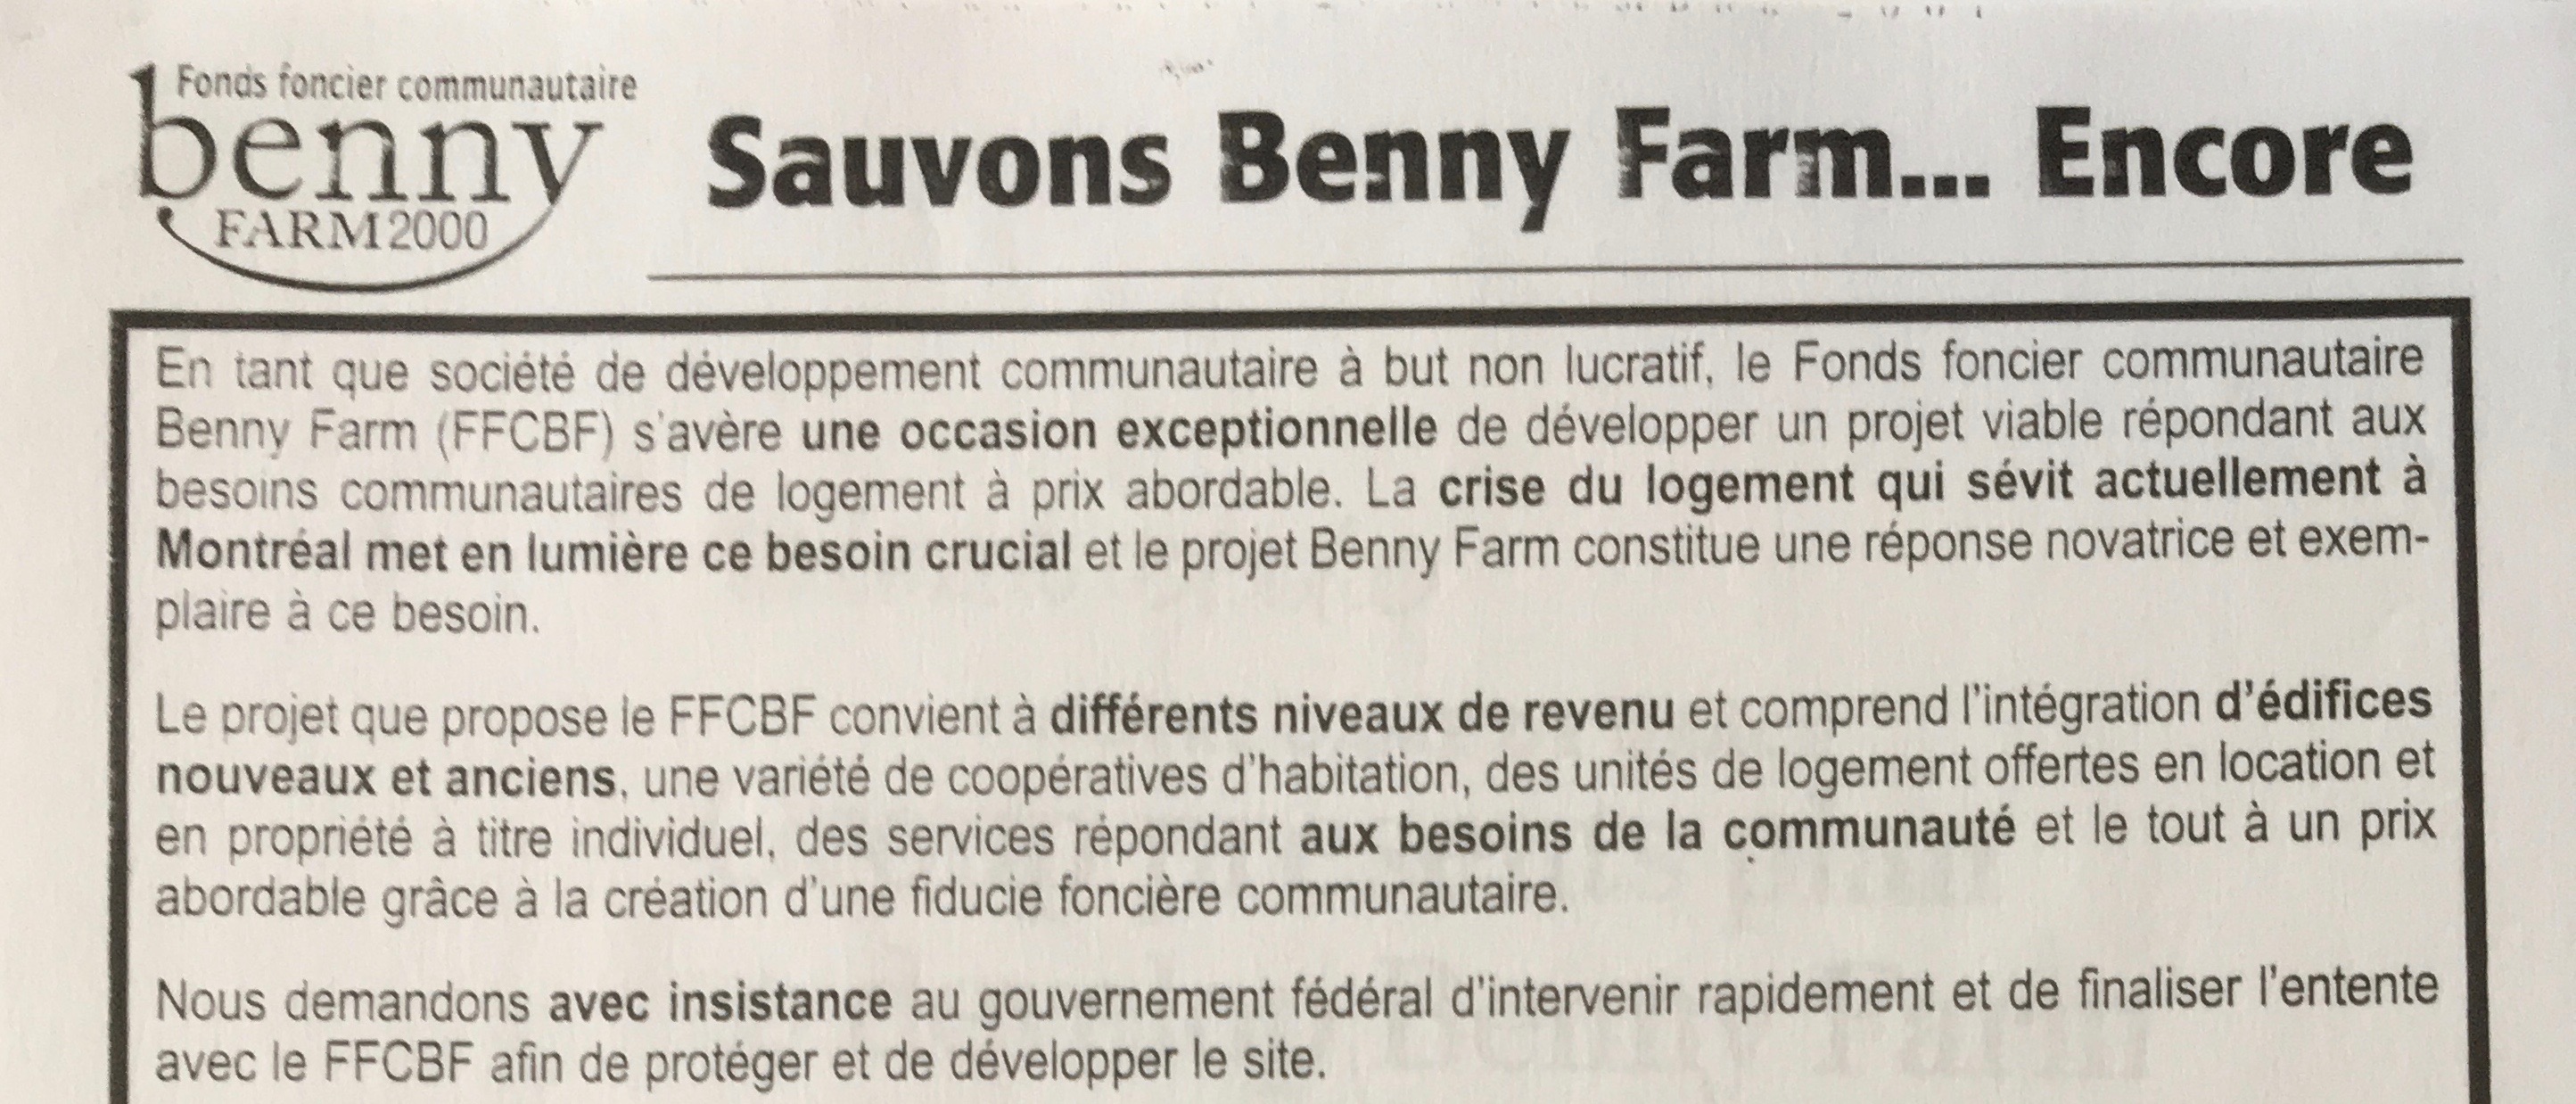 Fonds foncier communautaire
benny
FARM2000
Sauvons Benny Farm... Encore
En tant que société de développement communautaire à but non lucratif, le Fonds foncier communautaire
Benny Farm (FFCBF) s'avère une occasion exceptionnelle de développer un projet viable répondant aux
besoins communautaires de logement à prix abordable. La crise du logement qui sévit actuellement à
Montréal met en lumière ce besoin crucial et le projet Benny Farm constitue une réponse novatrice et exem-
plaire à ce besoin.
Le projet que propose le FFCBF convient à différents niveaux de revenu et comprend l'intégration d'édifices
nouveaux et anciens, une variété de coopératives d'habitation, des unités de logement offertes en location et
en propriété à titre individuel, des services répondant aux besoins de la communauté et le tout à un prix
abordable grâce à la création d'une fiducie foncière communautaire.
Nous demandons avec insistance au gouvernement fédéral d'intervenir rapidement et de finaliser l'entente
avec le FFCBF afin de protéger et de développer le site.